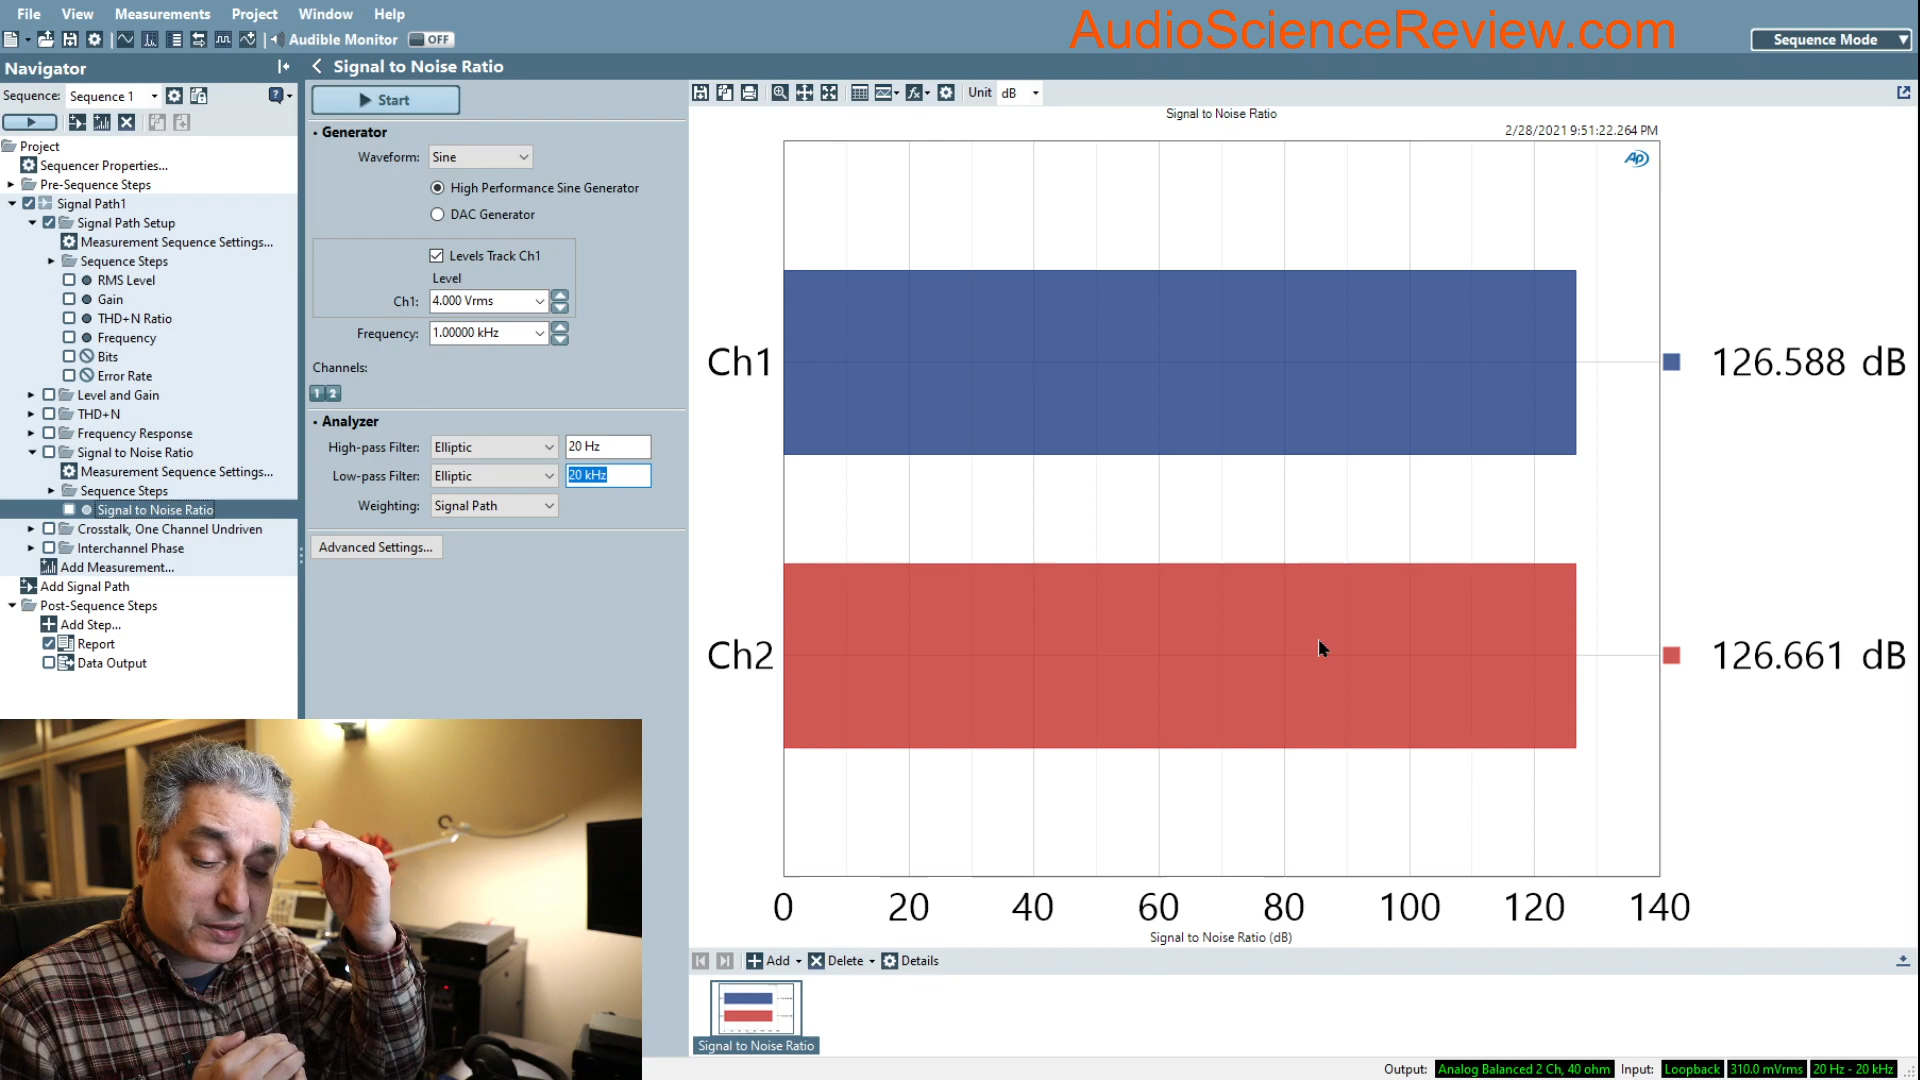 File View Measurements Project Window Help
AudioScienceReview.com
Audible Monitor OFF
Sequence Mode
Navigator
Signal to Noise Ratio
Sequence: Sequence 1
Start
Unit dB
Signal to Noise Ratio
2/28/2021 9:51:22.264 PM
AP
Project
Sequencer Properties...
Pre-Sequence Steps
Signal Path1
Signal Path Setup
Measurement Sequence Settings...
Sequence Steps
RMS Level
Gain
THD+N Ratio
Frequency
Bits
Error Rate
Level and Gain
THD+N
Frequency Response
Signal to Noise Ratio
Measurement Sequence Settings...
Sequence Steps
Signal to Noise Ratio
Crosstalk, One Channel Undriven
Interchannel Phase
Add Measurement...
Add Signal Path
Post-Sequence Steps
Add Step...
Report
Data Output
Generator
Waveform: Sine
High Performance Sine Generator
DAC Generator
Levels Track Ch1
Level
Ch1: 4.000 Vrms
Frequency: 1.00000 kHz
Channels:
1 2
Analyzer
High-pass Filter: Elliptic 20 Hz
Low-pass Filter: Elliptic 20 kHz
Weighting: Signal Path
Advanced Settings...
Ch1 126.588 dB
Ch2 126.661 dB
0 20 40 60 80 100 120 140
Signal to Noise Ratio (dB)
Add Delete Details
Signal to Noise Ratio
Output: Analog Balanced 2 Ch, 40 ohm Input: Loopback 310.0 mVrms 20 Hz - 20 kHz